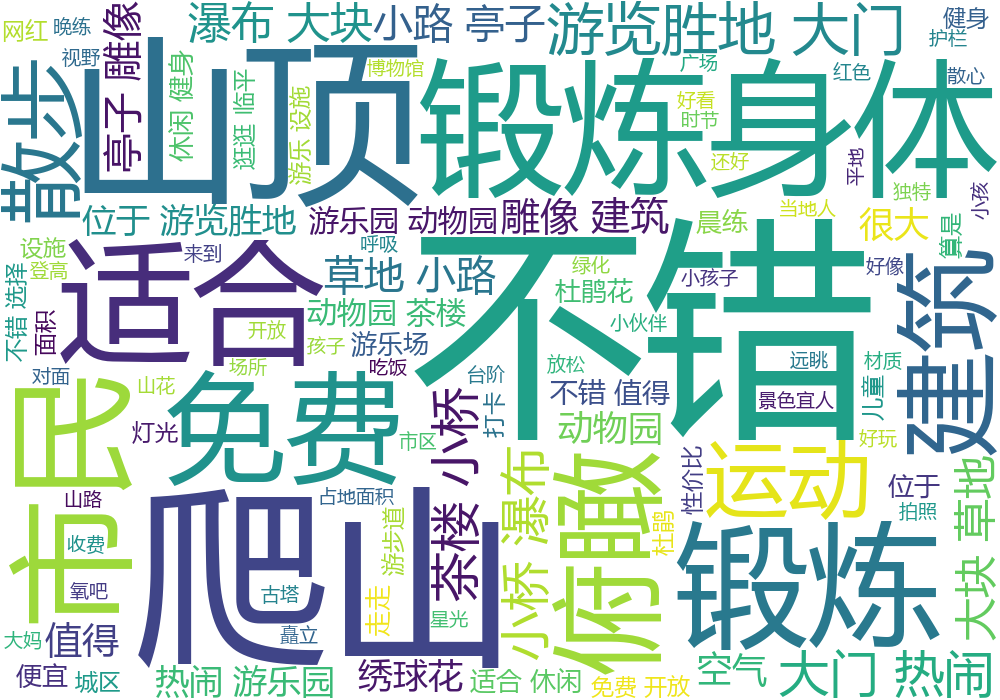 网红
晚练
瀑布 大块
小路 亭子
游览胜地 大门
健身
护栏
视野
亭子 雕像
山顶
博物馆
锻炼身体
广场
红色
散心
休闲 健身
逛逛 临平
游乐 设施
好看
时节
还好
平地
独特
小孩
散步
位于 游览胜地
游乐园 动物园
雕像 建筑
晨练
当地人
很大
算是
设施
登高
来到
呼吸
适合
草地 小路
不错
绿化
杜鹃花
小孩子
好像
建筑
不错 选择
面积
动物园 茶楼
小伙伴
开放
孩子
游乐场
场所
吃饭
放松
远眺
材质
对面
山花
台阶
不错 值得
景色宜人
儿童
市民
免费
灯光
市区
小桥
打卡
动物园
好玩
运动
性价比
位于
拍照
草地
山路
占地面积
爬山
收费
氧吧
古塔
游步道
茶楼
瀑布
俯瞰
杜鹃
锻炼
大块
小桥
走走
星光
矗立
大妈
值得
便宜
城区
热闹 游乐园
绣球花
适合 休闲
免费 开放
空气
大门 热闹